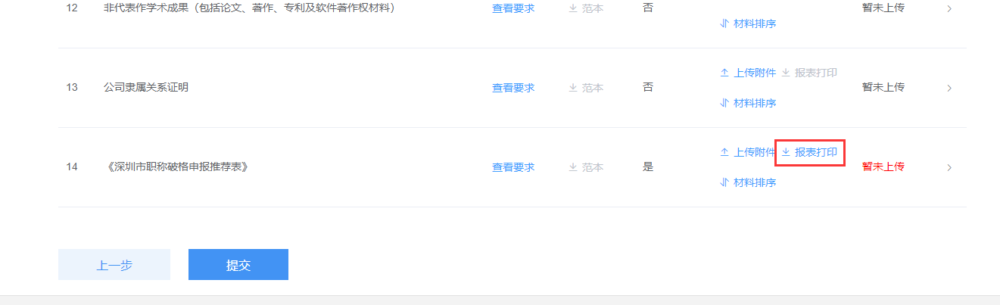 12 非代表作学术成果（包括论文、著作、专利及软件著作权材料） 查看要求 范本 否 暂未上传
材料排序
上传附件 报表打印
13 公司隶属关系证明 查看要求 范本 否 暂未上传
材料排序
上传附件 报表打印
14 《深圳市职称破格申报推荐表》 查看要求 范本 是 暂未上传
材料排序
上一步 提交